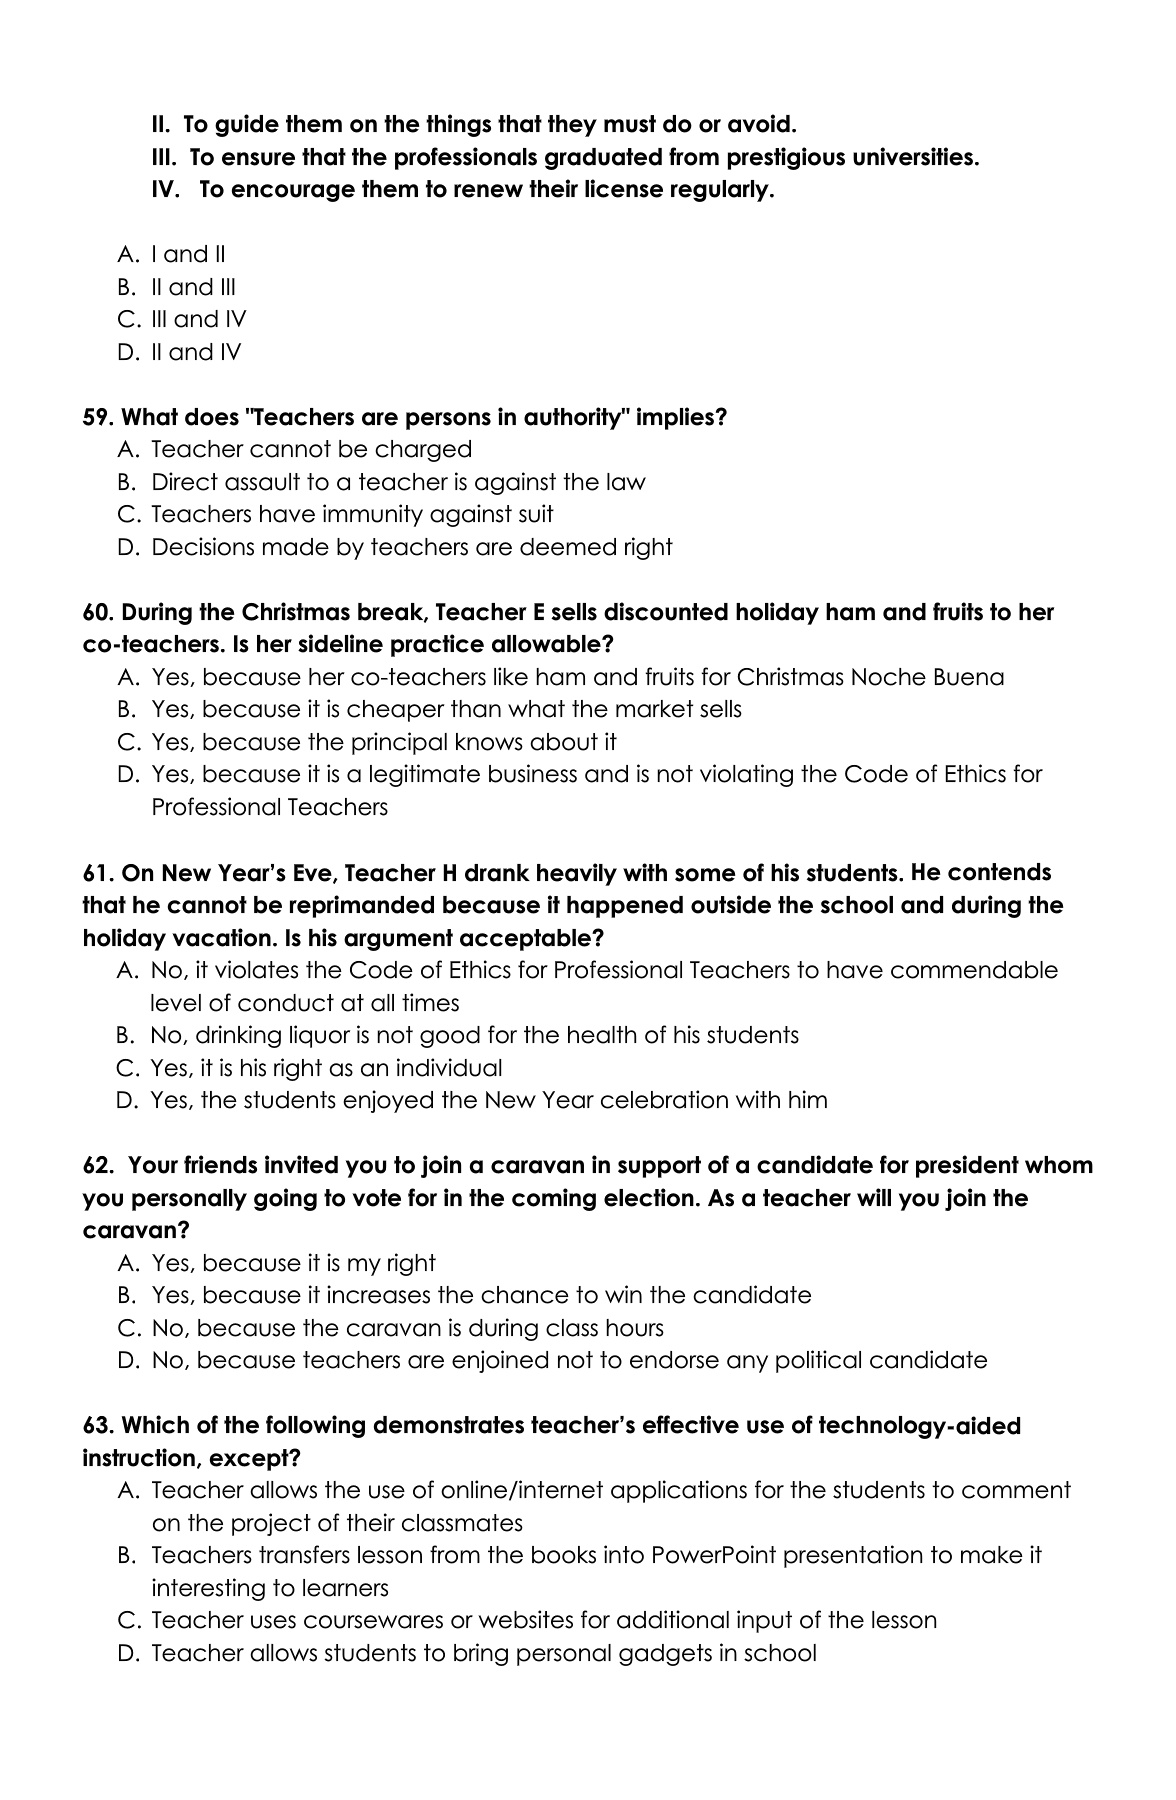 II. To guide them on the things that they must do or avoid.
III. To ensure that the professionals graduated from prestigious universities.
IV. To encourage them to renew their license regularly.
A. I and II
B. II and III
C. III and IV
D. II and IV
59. What does "Teachers are persons in authority" implies?
A. Teacher cannot be charged
B. Direct assault to a teacher is against the law
C. Teachers have immunity against suit
D. Decisions made by teachers are deemed right
60. During the Christmas break, Teacher E sells discounted holiday ham and fruits to her
co-teachers. Is her sideline practice allowable?
A. Yes, because her co-teachers like ham and fruits for Christmas Noche Buena
B. Yes, because it is cheaper than what the market sells
C. Yes, because the principal knows about it
D. Yes, because it is a legitimate business and is not violating the Code of Ethics for
Professional Teachers
61. On New Year's Eve, Teacher H drank heavily with some of his students. He contends
that he cannot be reprimanded because it happened outside the school and during the
holiday vacation. Is his argument acceptable?
A. No, it violates the Code of Ethics for Professional Teachers to have commendable
level of conduct at all times
B. No, drinking liquor is not good for the health of his students
C. Yes, it is his right as an individual
D. Yes, the students enjoyed the New Year celebration with him
62. Your friends invited you to join a caravan in support of a candidate for president whom
you personally going to vote for in the coming election. As a teacher will you join the
caravan?
A. Yes, because it is my right
B. Yes, because it increases the chance to win the candidate
C. No, because the caravan is during class hours
D. No, because teachers are enjoined not to endorse any political candidate
63. Which of the following demonstrates teacher’s effective use of technology-aided
instruction, except?
A. Teacher allows the use of online/internet applications for the students to comment
on the project of their classmates
B. Teachers transfers lesson from the books into PowerPoint presentation to make it
interesting to learners
C. Teacher uses coursewares or websites for additional input of the lesson
D. Teacher allows students to bring personal gadgets in school